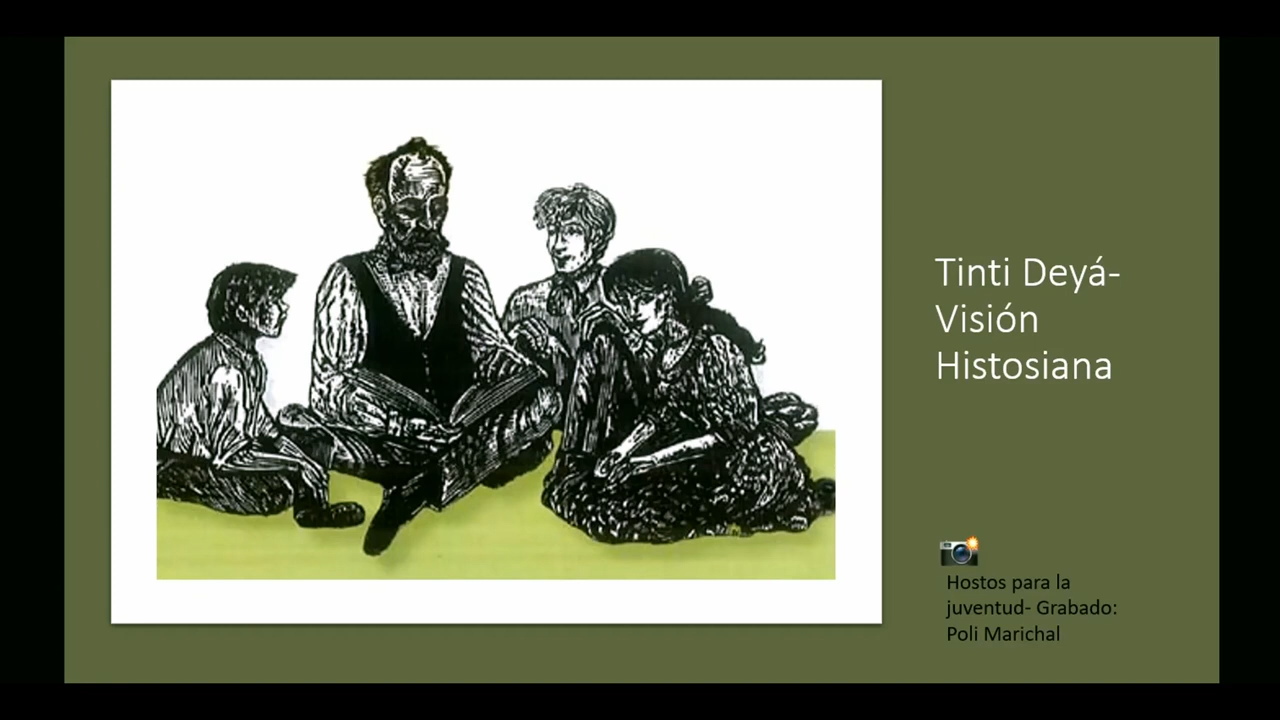 Tinti Deyá-
Visión
Histosiana
Hostos para la
juventud- Grabado:
Poli Marichal